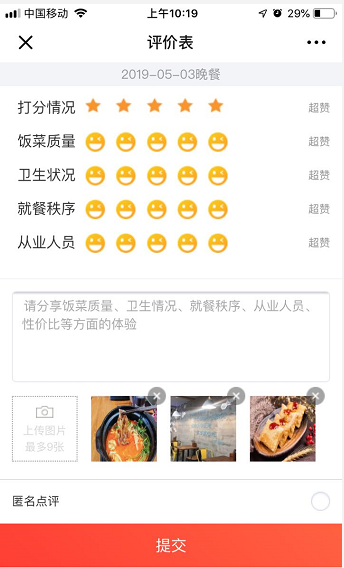 中国移动
上午10:19
29%
评价表
2019-05-03晚餐
打分情况 超赞
饭菜质量 超赞
卫生状况 超赞
就餐秩序 超赞
从业人员 超赞
请分享饭菜质量、卫生情况、就餐秩序、从业人员、
性价比等方面的体验
上传图片
最多9张
匿名点评
提交